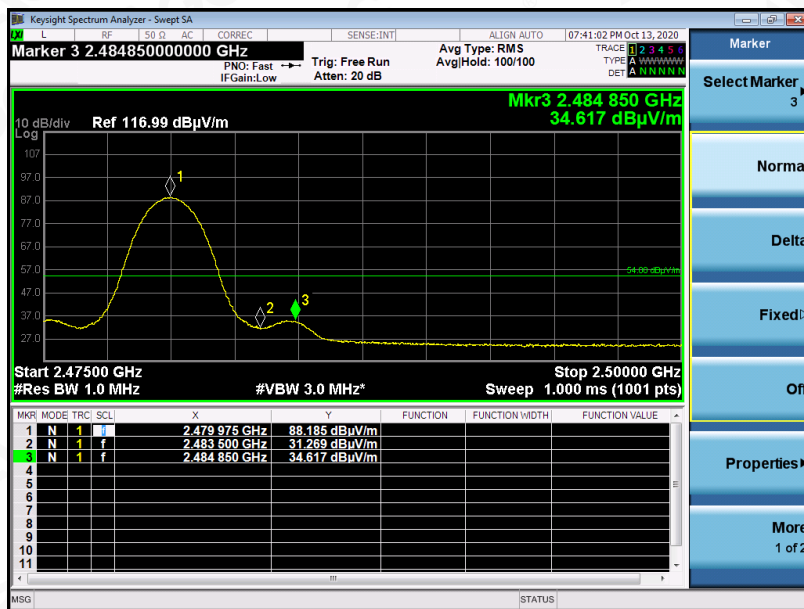 Keysight Spectrum Analyzer - Swept SA
LXI L RF 50 Ω AC CORREC SENSE:INT ALIGN AUTO 07:41:02 PM Oct 13, 2020
Marker 3 2.484850000000 GHz
PNO: Fast
IFGain:Low
Trig: Free Run
Atten: 20 dB
Avg Type: RMS
Avg|Hold: 100/100
TRACE 1 2 3 4 5 6
TYPE A WWWWW
DET A N N N N N
Mkr3 2.484 850 GHz
34.617 dBµV/m
10 dB/div Ref 116.99 dBµV/m
Log
107
97.0
87.0
77.0
67.0
57.0
47.0
37.0
27.0
1
2
3
54.00 dBµV/m
Start 2.47500 GHz Stop 2.50000 GHz
#Res BW 1.0 MHz #VBW 3.0 MHz* Sweep 1.000 ms (1001 pts)
MKR MODE TRC SCL X Y FUNCTION FUNCTION WIDTH FUNCTION VALUE
1 N 1 f 2.479 975 GHz 88.185 dBµV/m
2 N 1 f 2.483 500 GHz 31.269 dBµV/m
3 N 1 f 2.484 850 GHz 34.617 dBµV/m
4
5
6
7
8
9
10
11
MSG STATUS
Marker
Select Marker
3
Norma
Delta
Fixed
Of
Properties
More
1 of 2